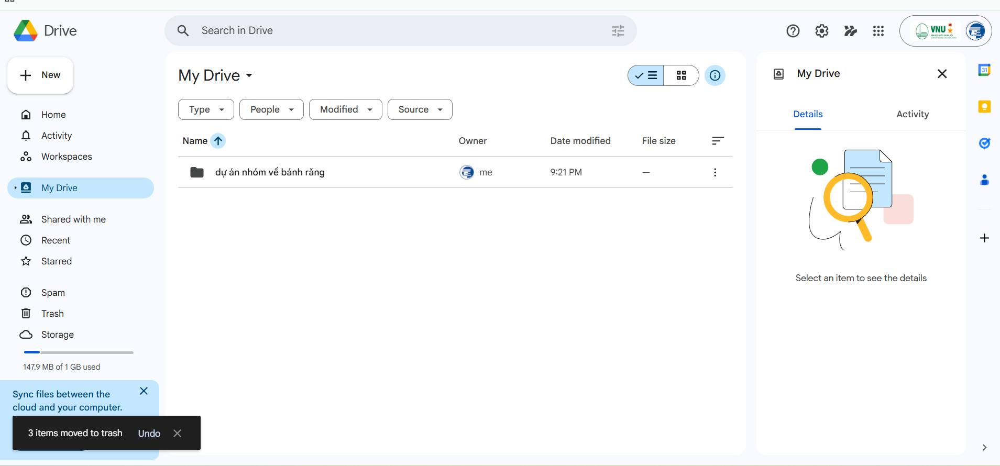 Drive
Search in Drive
VNU
New
Home
Activity
Workspaces
My Drive
Shared with me
Recent
Starred
Spam
Trash
Storage
147.9 MB of 1 GB used
Sync files between the
cloud and your computer.
3 items moved to trash Undo
My Drive
Type People Modified Source
Name Owner Date modified File size
dự án nhóm về bánh răng me 9:21 PM —
My Drive
Details Activity
Select an item to see the details
31